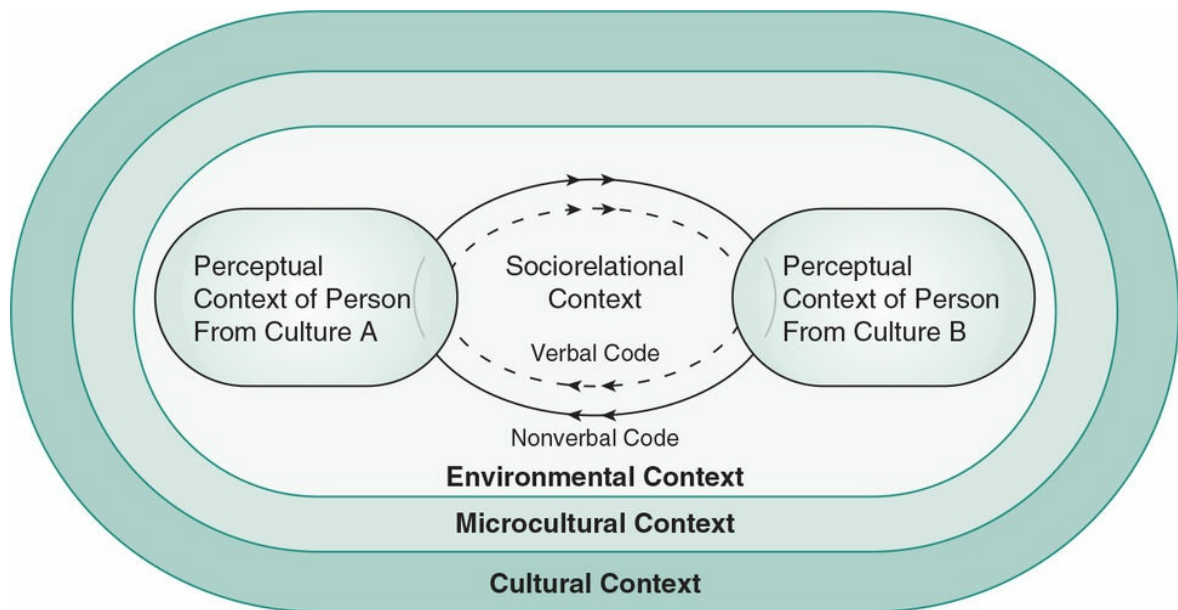 Perceptual
Context of Person
From Culture A
Sociorelational
Context
Perceptual
Context of Person
From Culture B
Verbal Code
Nonverbal Code
Environmental Context
Microcultural Context
Cultural Context